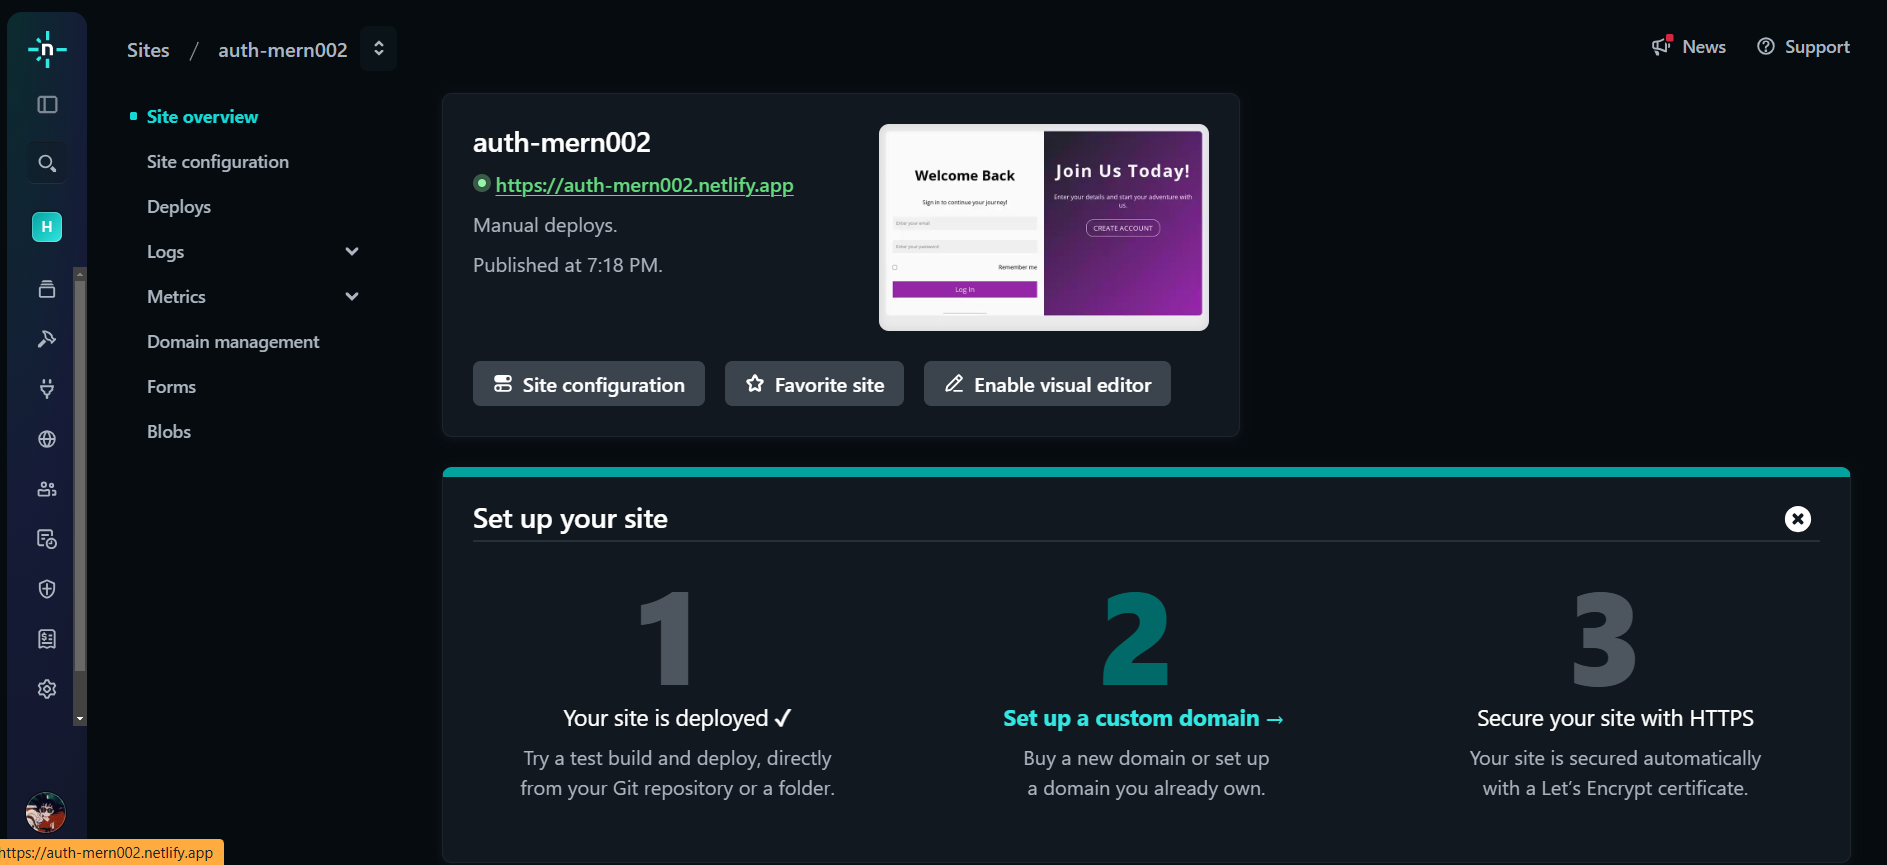 Sites / auth-mern002
News
Support
H
Site overview
Site configuration
Deploys
Logs
Metrics
Domain management
Forms
Blobs
auth-mern002
https://auth-mern002.netlify.app
Manual deploys.
Published at 7:18 PM.
Welcome Back
Sign in to continue your journey!
Enter your email
Enter your password
Remember me
Log In
Join Us Today!
Enter your details and start your adventure with
us.
CREATE ACCOUNT
Site configuration
Favorite site
Enable visual editor
Set up your site
1
Your site is deployed ✓
Try a test build and deploy, directly
from your Git repository or a folder.
2
Set up a custom domain →
Buy a new domain or set up
a domain you already own.
3
Secure your site with HTTPS
Your site is secured automatically
with a Let’s Encrypt certificate.
https://auth-mern002.netlify.app